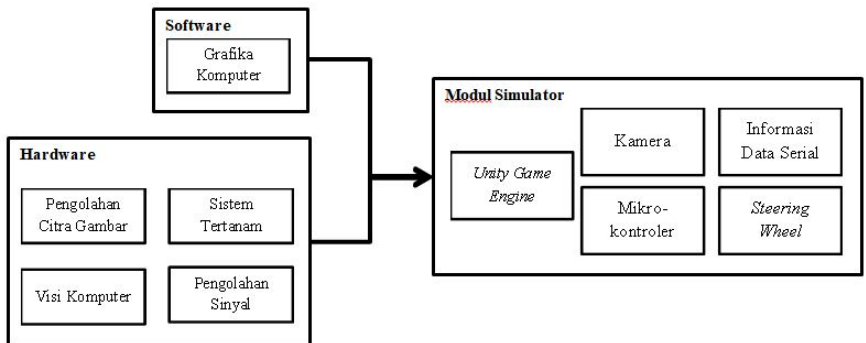 Software
Grafika
Komputer
Hardware
Pengolahan
Citra Gambar
Sistem
Tertanam
Visi Komputer
Pengolahan
Sinyal
Modul Simulator
Unity Game
Engine
Kamera
Informasi
Data Serial
Mikro-
kontroler
Steering
Wheel